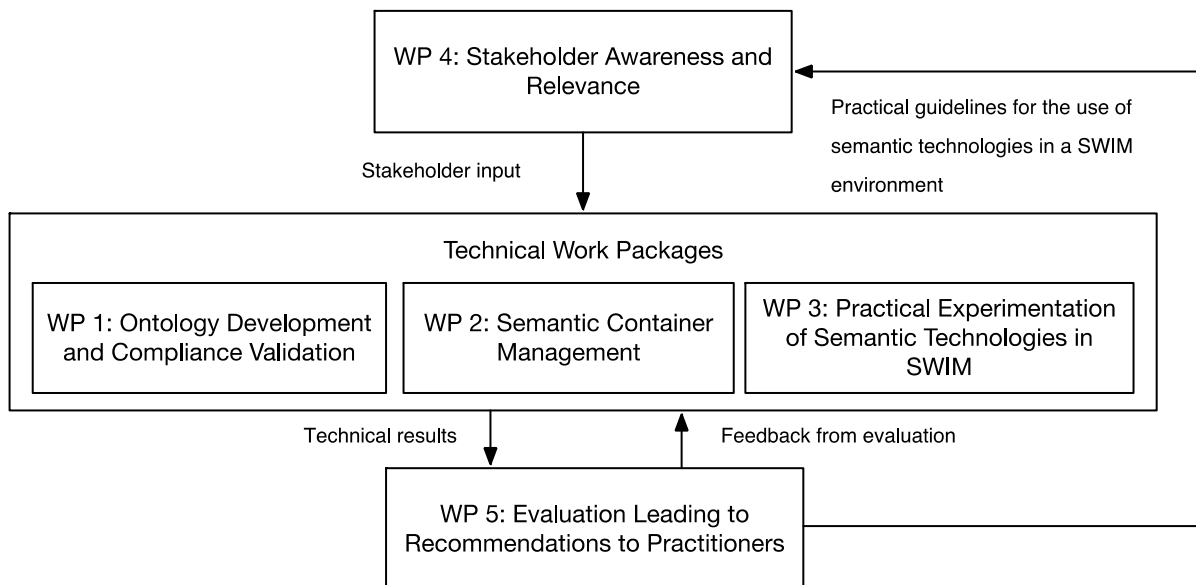 WP 4: Stakeholder Awareness and
Relevance
Practical guidelines for the use of
semantic technologies in a SWIM
environment
Stakeholder input
Technical Work Packages
WP 1: Ontology Development
and Compliance Validation
WP 2: Semantic Container
Management
WP 3: Practical Experimentation
of Semantic Technologies in
SWIM
Technical results
Feedback from evaluation
WP 5: Evaluation Leading to
Recommendations to Practitioners